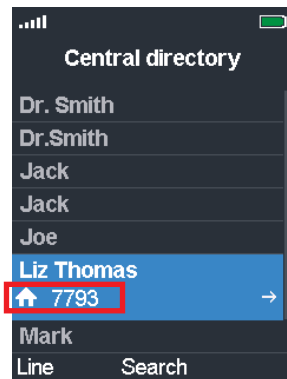 Central directory
Dr. Smith
Dr.Smith
Jack
Jack
Joe
Liz Thomas
7793
Mark
Line Search